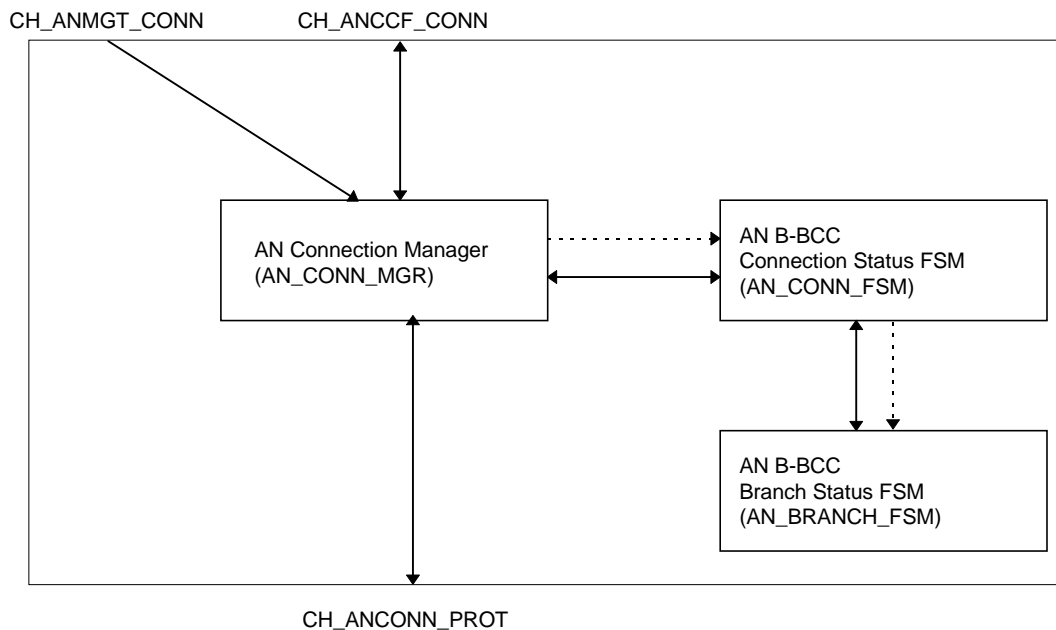 CH_ANMGT_CONN
CH_ANCCF_CONN
AN Connection Manager
(AN_CONN_MGR)
AN B-BCC
Connection Status FSM
(AN_CONN_FSM)
AN B-BCC
Branch Status FSM
(AN_BRANCH_FSM)
CH_ANCONN_PROT